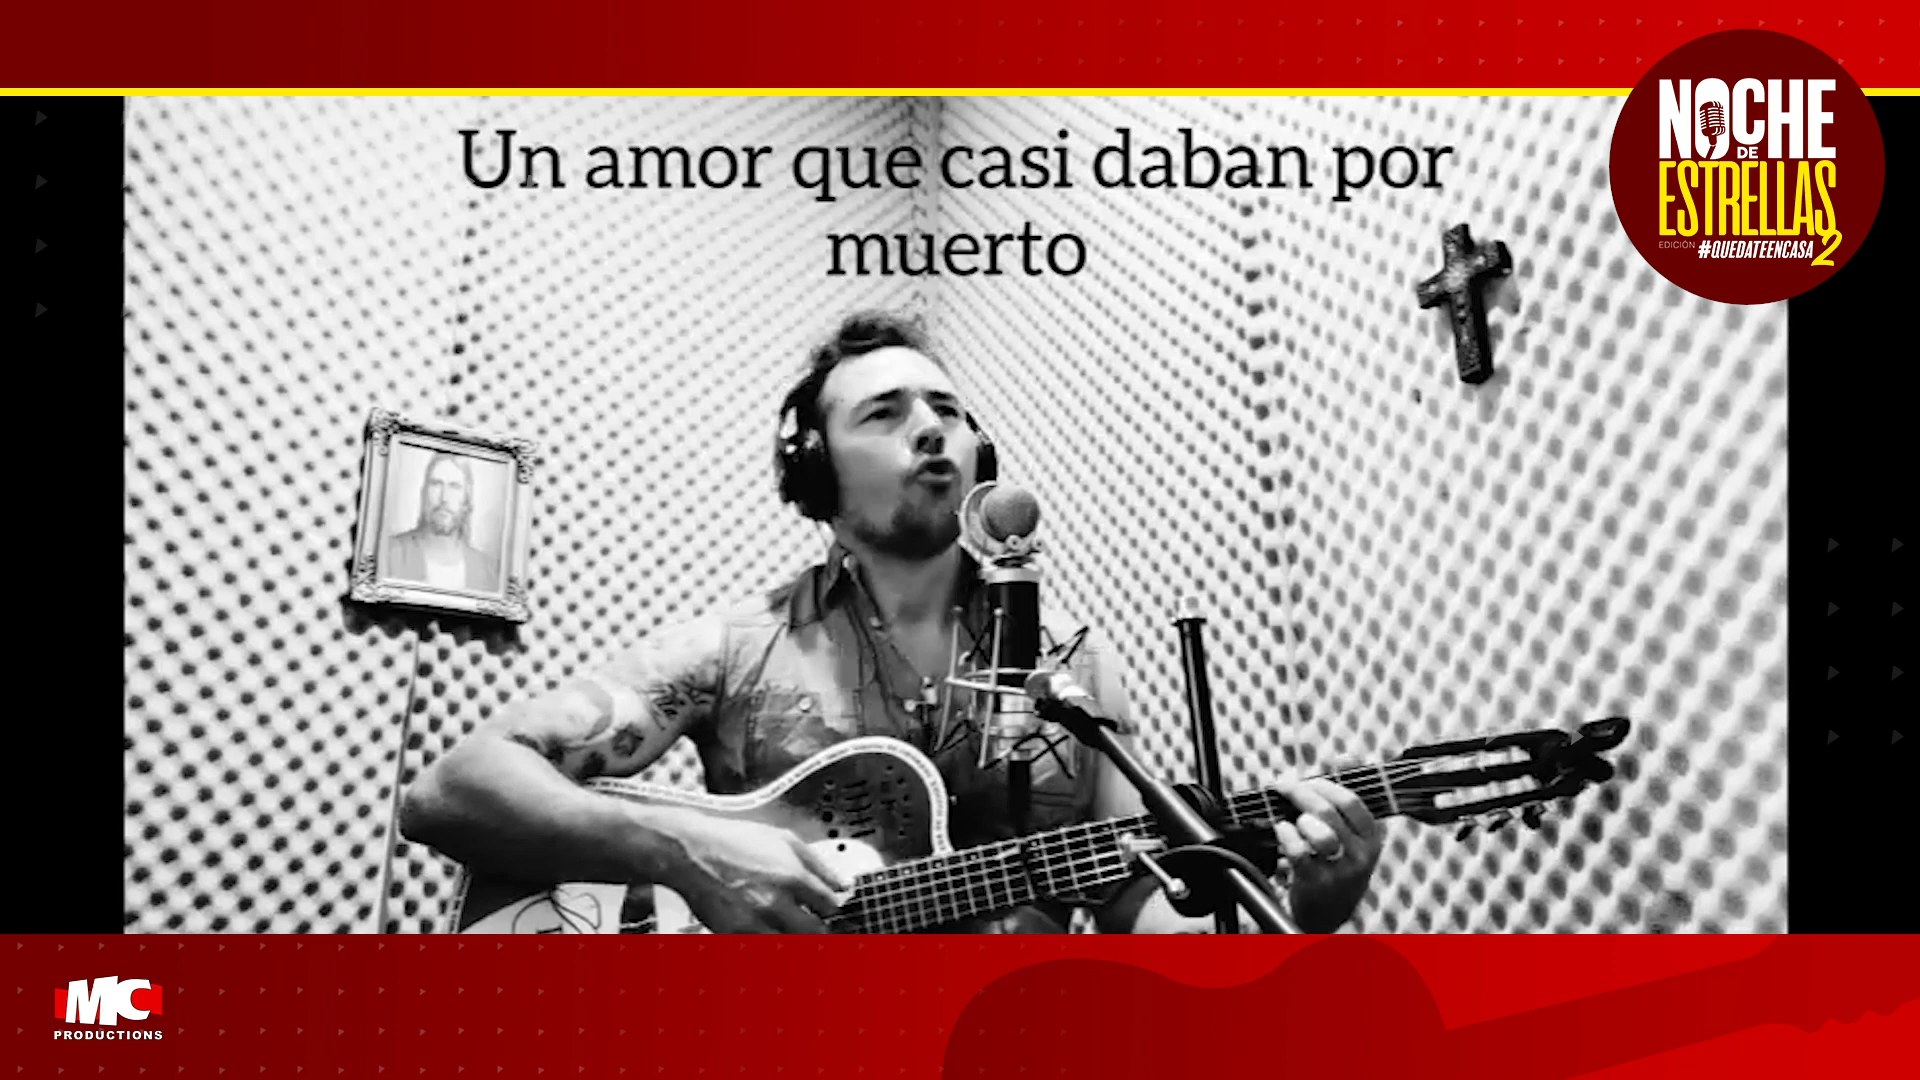 Un amor que casi daban por
muerto
NOCHE
DE
ESTRELLAS
EDICIÓN #QUEDATEENCASA 2
MC
PRODUCTIONS